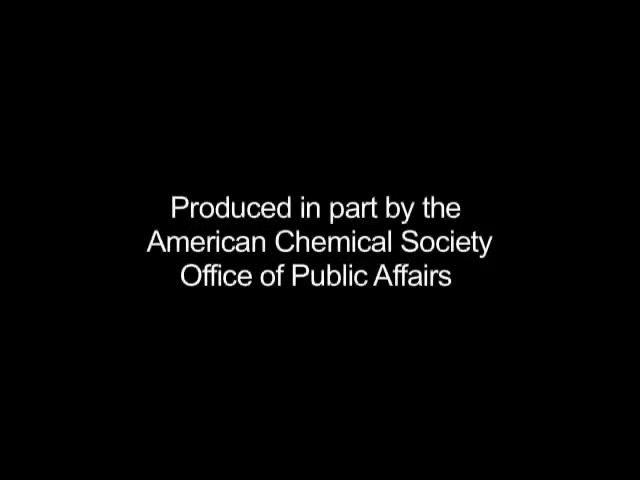 Produced in part by the
American Chemical Society
Office of Public Affairs